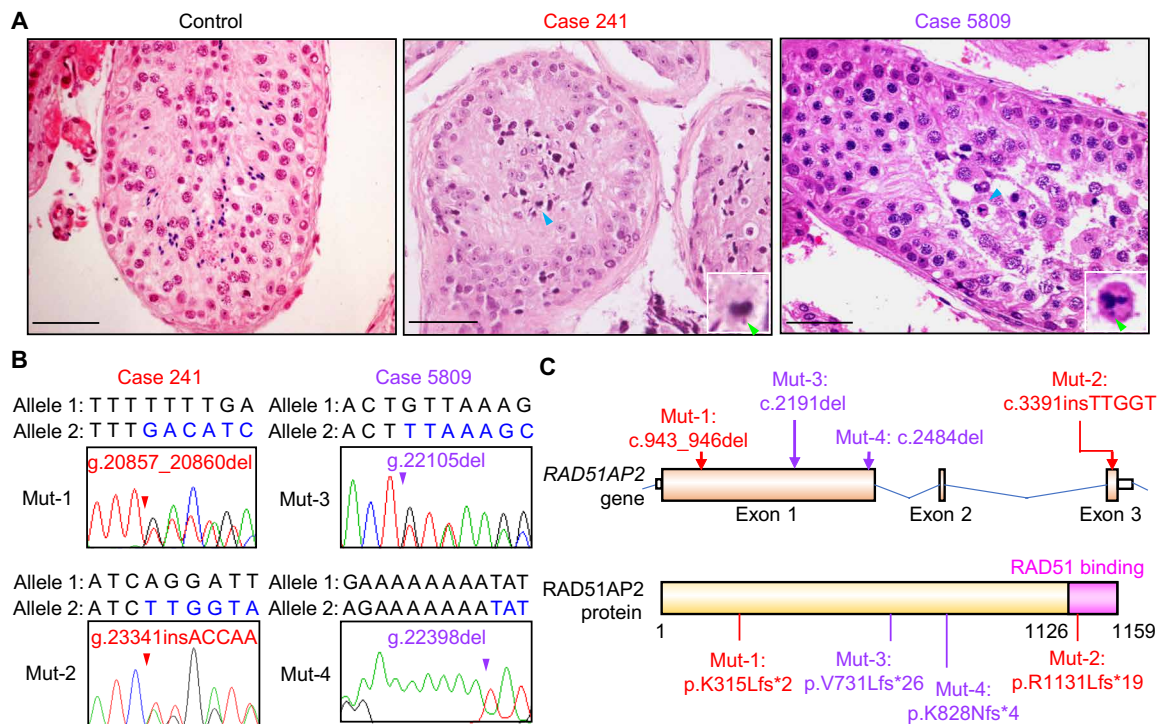 A
Control
Case 241
Case 5809
B
Case 241
Case 5809
Allele 1: T T T T T T G A
Allele 2: T T T G A C A T C
Allele 1: A C T G T T A A A G
Allele 2: A C T T T A A A G C
Mut-1
g.20857_20860del
Mut-3
g.22105del
Allele 1: A T C A G G A T T
Allele 2: A T C T T G G T A
Allele 1: GAAAAAAAATAT
Allele 2: AGAAAAAAATAT
Mut-2
g.23341insACCAA
Mut-4
g.22398del
C
Mut-1:
c.943_946del
Mut-3:
c.2191del
Mut-4: c.2484del
Mut-2:
c.3391insTTGGT
RAD51AP2
gene
Exon 1
Exon 2
Exon 3
RAD51 binding
RAD51AP2
protein
1
1126
1159
Mut-1:
p.K315Lfs*2
Mut-3:
p.V731Lfs*26
Mut-4:
p.K828Nfs*4
Mut-2:
p.R1131Lfs*19